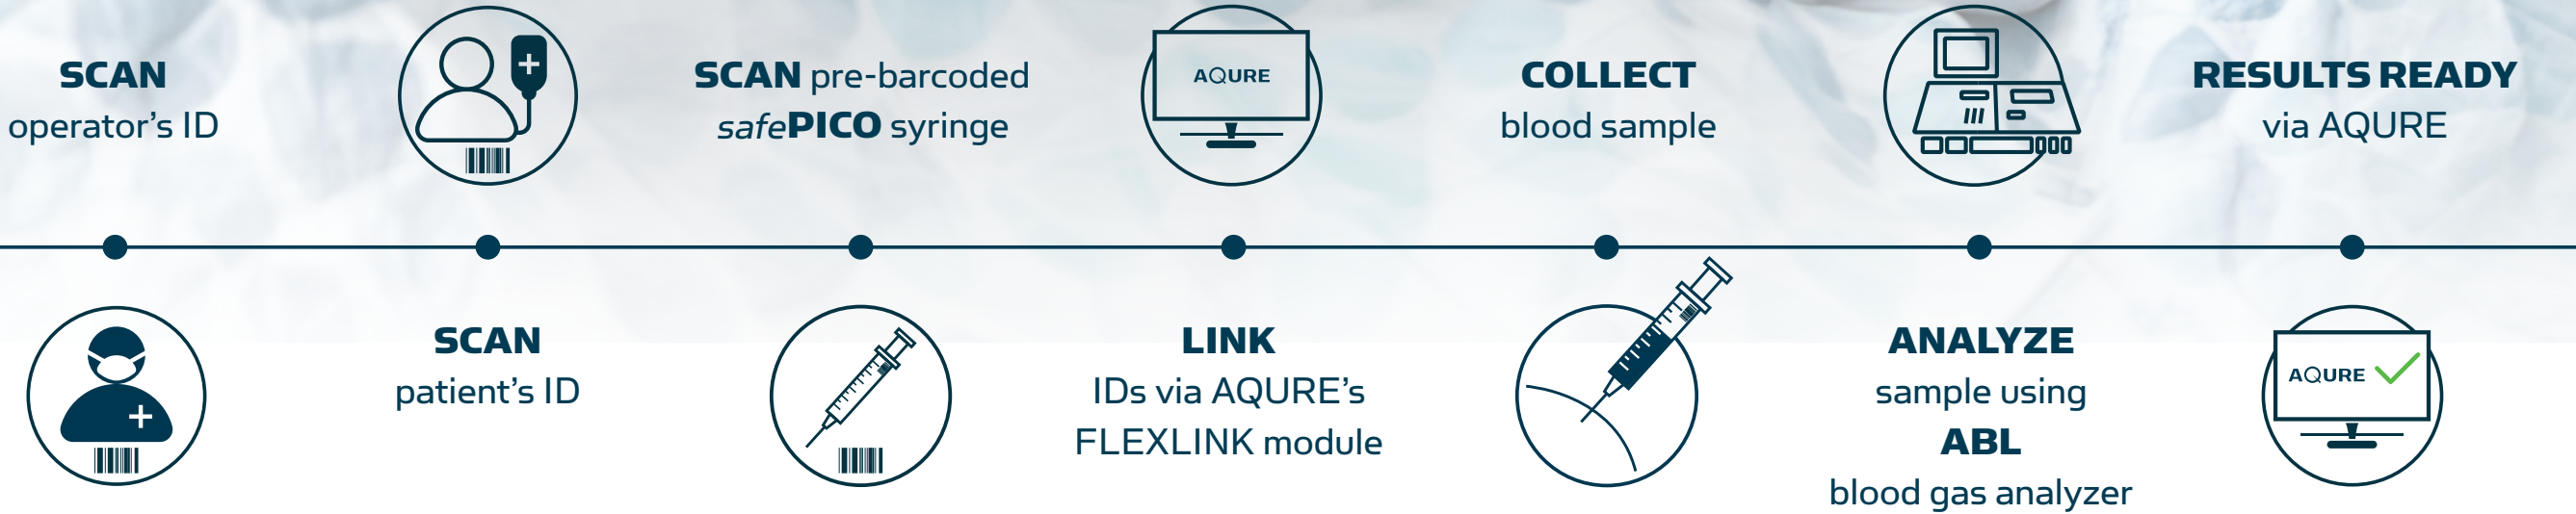 SCAN
operator's ID
SCAN
patient's ID
SCAN pre-barcoded
safePICO syringe
AQURE
LINK
IDs via AQURE's
FLEXLINK module
COLLECT
blood sample
ANALYZE
sample using
ABL
blood gas analyzer
RESULTS READY
via AQURE
AQURE